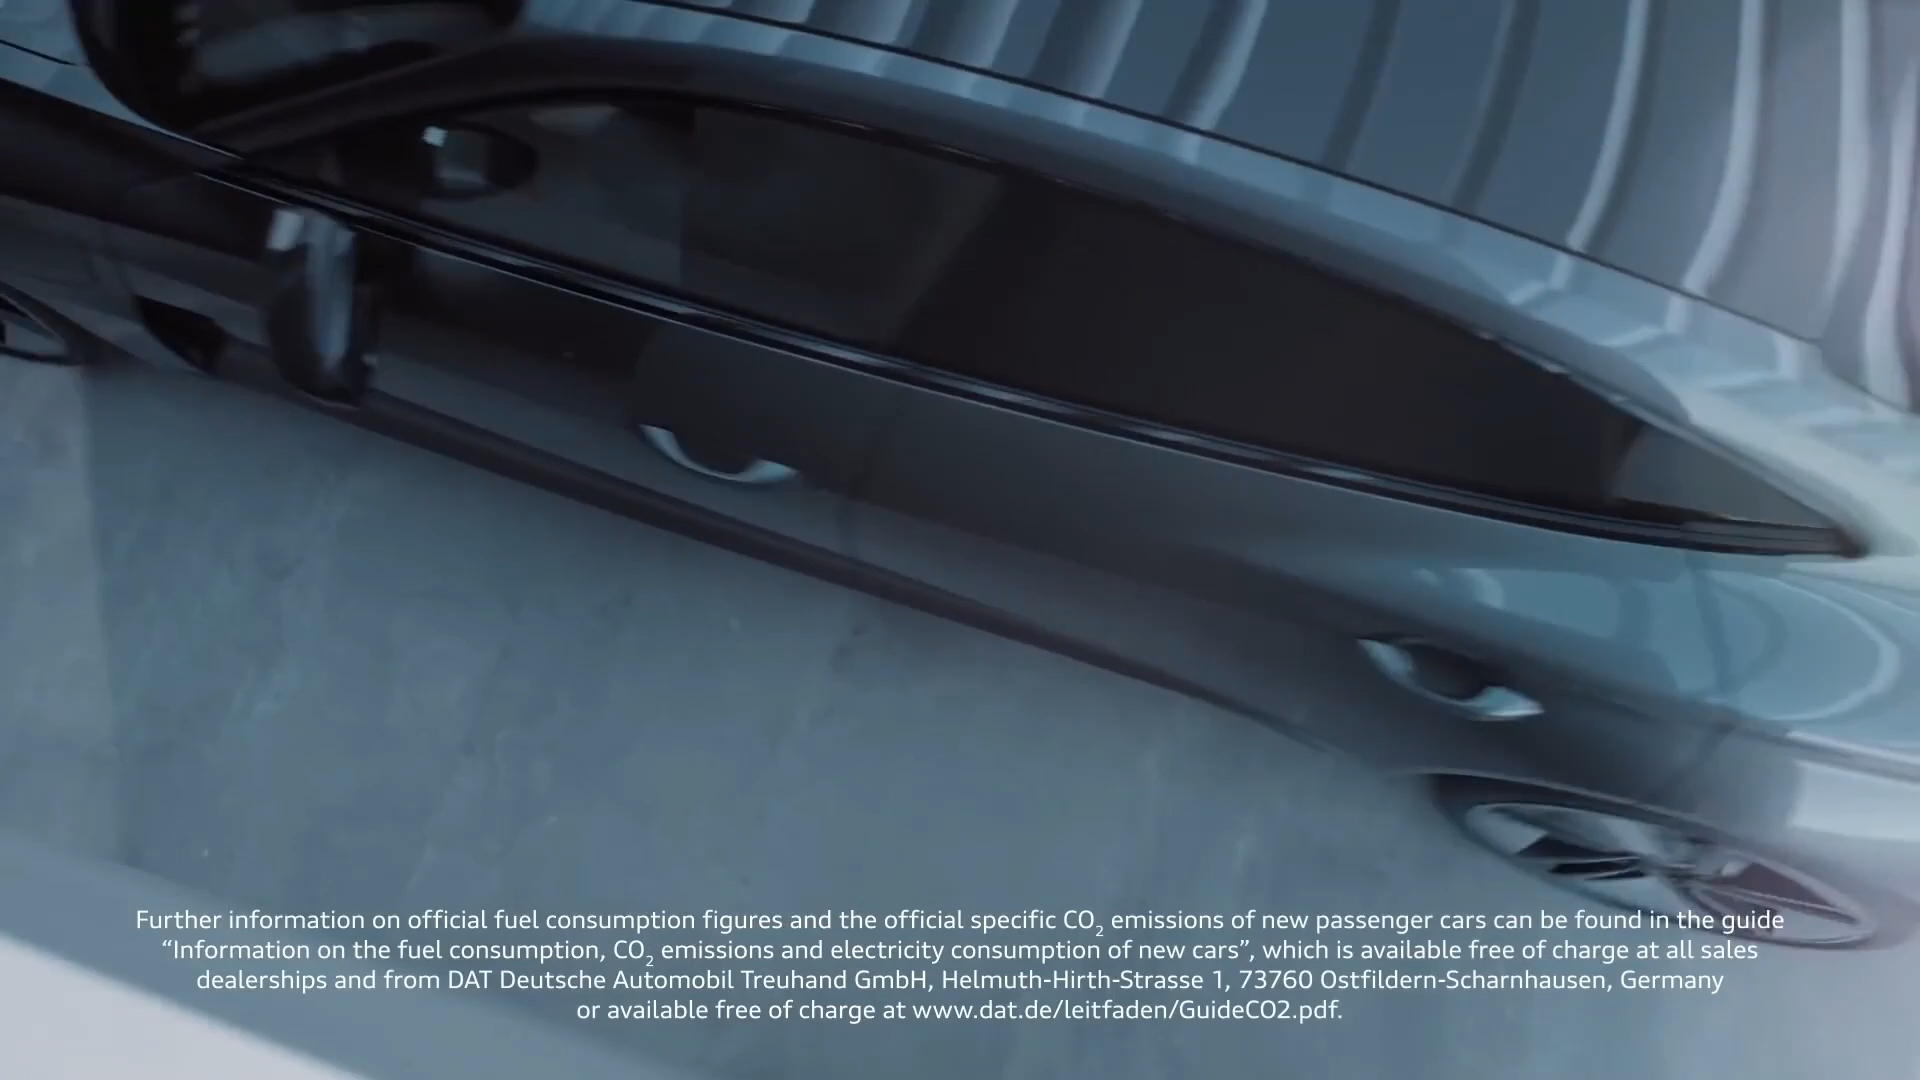 Further information on official fuel consumption figures and the official specific CO₂ emissions of new passenger cars can be found in the guide
“Information on the fuel consumption, CO₂ emissions and electricity consumption of new cars”, which is available free of charge at all sales
dealerships and from DAT Deutsche Automobil Treuhand GmbH, Helmuth-Hirth-Strasse 1, 73760 Ostfildern-Scharnhausen, Germany
or available free of charge at www.dat.de/leitfaden/GuideCO2.pdf.